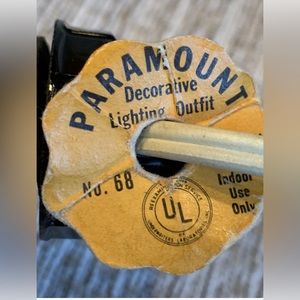 PARAMOUNT
Decorative
Lighting Outfit
No. 68
UL
Indoor
Use
Only